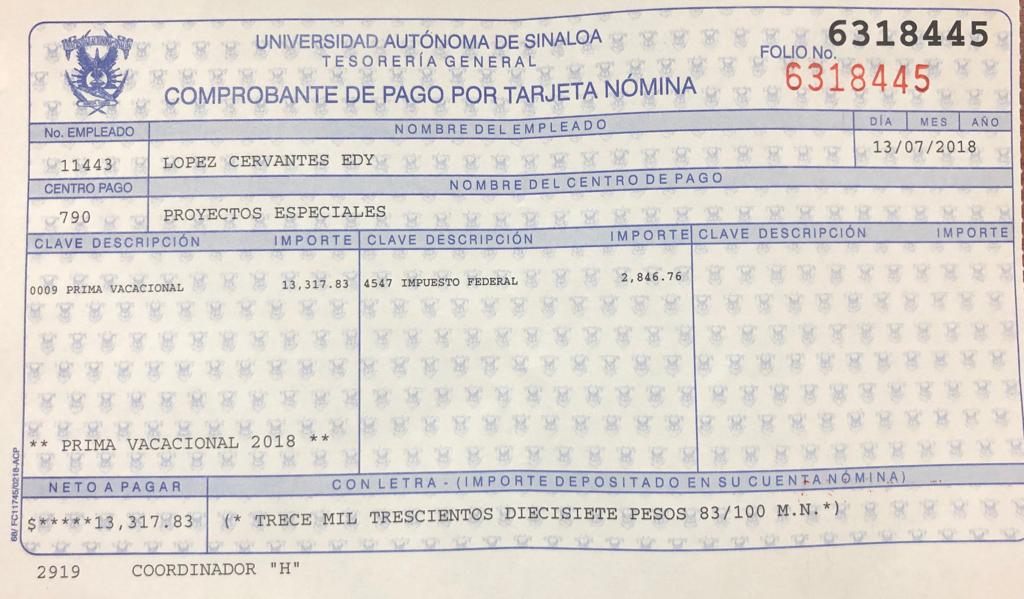 UNIVERSIDAD AUTÓNOMA DE SINALOA
TESORERÍA GENERAL
COMPROBANTE DE PAGO POR TARJETA NÓMINA
6318445
FOLIO No.
6318445
No. EMPLEADO NOMBRE DEL EMPLEADO DÍA MES AÑO
11443 LOPEZ CERVANTES EDY 13/07/2018
CENTRO PAGO NOMBRE DEL CENTRO DE PAGO
790 PROYECTOS ESPECIALES
CLAVE DESCRIPCIÓN IMPORTE CLAVE DESCRIPCIÓN IMPORTE CLAVE DESCRIPCIÓN IMPORTE
0009 PRIMA VACACIONAL 13,317.83 4547 IMPUESTO FEDERAL 2,846.76
** PRIMA VACACIONAL 2018 **
NETO A PAGAR CON LETRA - (IMPORTE DEPOSITADO EN SU CUENTA NÓMINA)
$*****13,317.83 (* TRECE MIL TRESCIENTOS DIECISIETE PESOS 83/100 M.N.*)
2919 COORDINADOR "H"